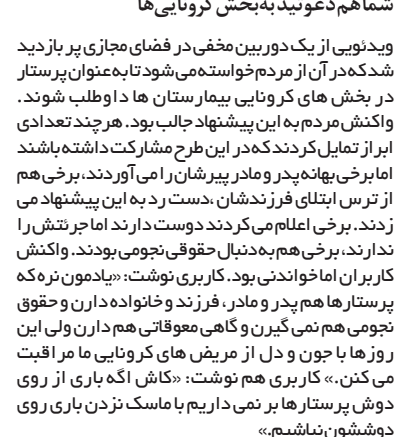 شما هم دعوتید به بخش کرونایی‌ها
ویدئویی از یک دوربین مخفی در فضای مجازی پر بازدید
شد که در آن از مردم خواسته می‌شود تا به عنوان پرستار
در بخش های کرونایی بیمارستان ها داوطلب شوند.
واکنش مردم به این پیشنهاد جالب بود. هر چند تعدادی
ابراز تمایل کردند که در این طرح مشارکت داشته باشند
اما برخی بهانه پدر و مادر پیرشان را می‌آوردند، برخی هم
از ترس ابتلای فرزندشان ،دست رد به این پیشنهاد می
زدند. برخی اعلام می کردند دوست دارند اما جرئتش را
ندارند، برخی هم به‌دنبال حقوقی نجومی بودند. واکنش
کاربران اما خواندنی بود. کاربری نوشت: «یادمون نره که
پرستارها هم پدر و مادر، فرزند و خانواده دارن و حقوق
نجومی هم نمی گیرن و گاهی معوقاتی هم دارن ولی این
روزها با جون و دل از مریض های کرونایی ما مراقبت
می کنن.» کاربری هم نوشت: «کاش اگه باری از روی
دوش پرستارها بر نمی داریم با ماسک نزدن باری روی
دوششون نباشیم.»